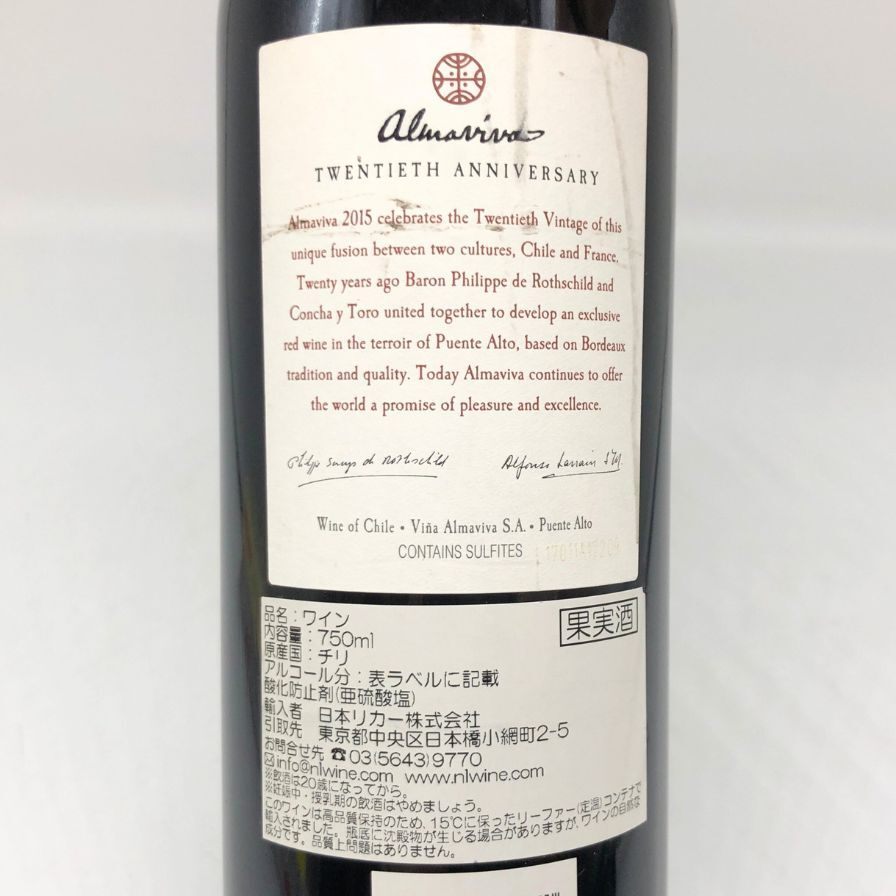 Almaviva
TWENTIETH ANNIVERSARY
Almaviva 2015 celebrates the Twentieth Vintage of this
unique fusion between two cultures, Chile and France.
Twenty years ago Baron Philippe de Rothschild and
Concha y Toro united together to develop an exclusive
red wine in the terroir of Puente Alto, based on Bordeaux
tradition and quality. Today Almaviva continues to offer
the world a promise of pleasure and excellence.
Wine of Chile • Viña Almaviva S.A. • Puente Alto
CONTAINS SULFITES
品名：ワイン
果実酒
内容量：750ml
原産国：チリ
アルコール分：表ラベルに記載
酸化防止剤(亜硫酸塩)
輸入者 日本リカー株式会社
引取先 東京都中央区日本橋小網町2-5
お問合せ先 ☎03(5643)9770
✉info@nlwine.com www.nlwine.com
※飲酒は20歳になってから。
※妊娠中・授乳期の飲酒はやめましょう。
このワインは高品質保持のため、15℃に保ったリーファー(定温)コンテナで
輸入されました。瓶底に沈殿物が生じる場合がありますが、ワインの自然な
成分です。品質上問題はありません。